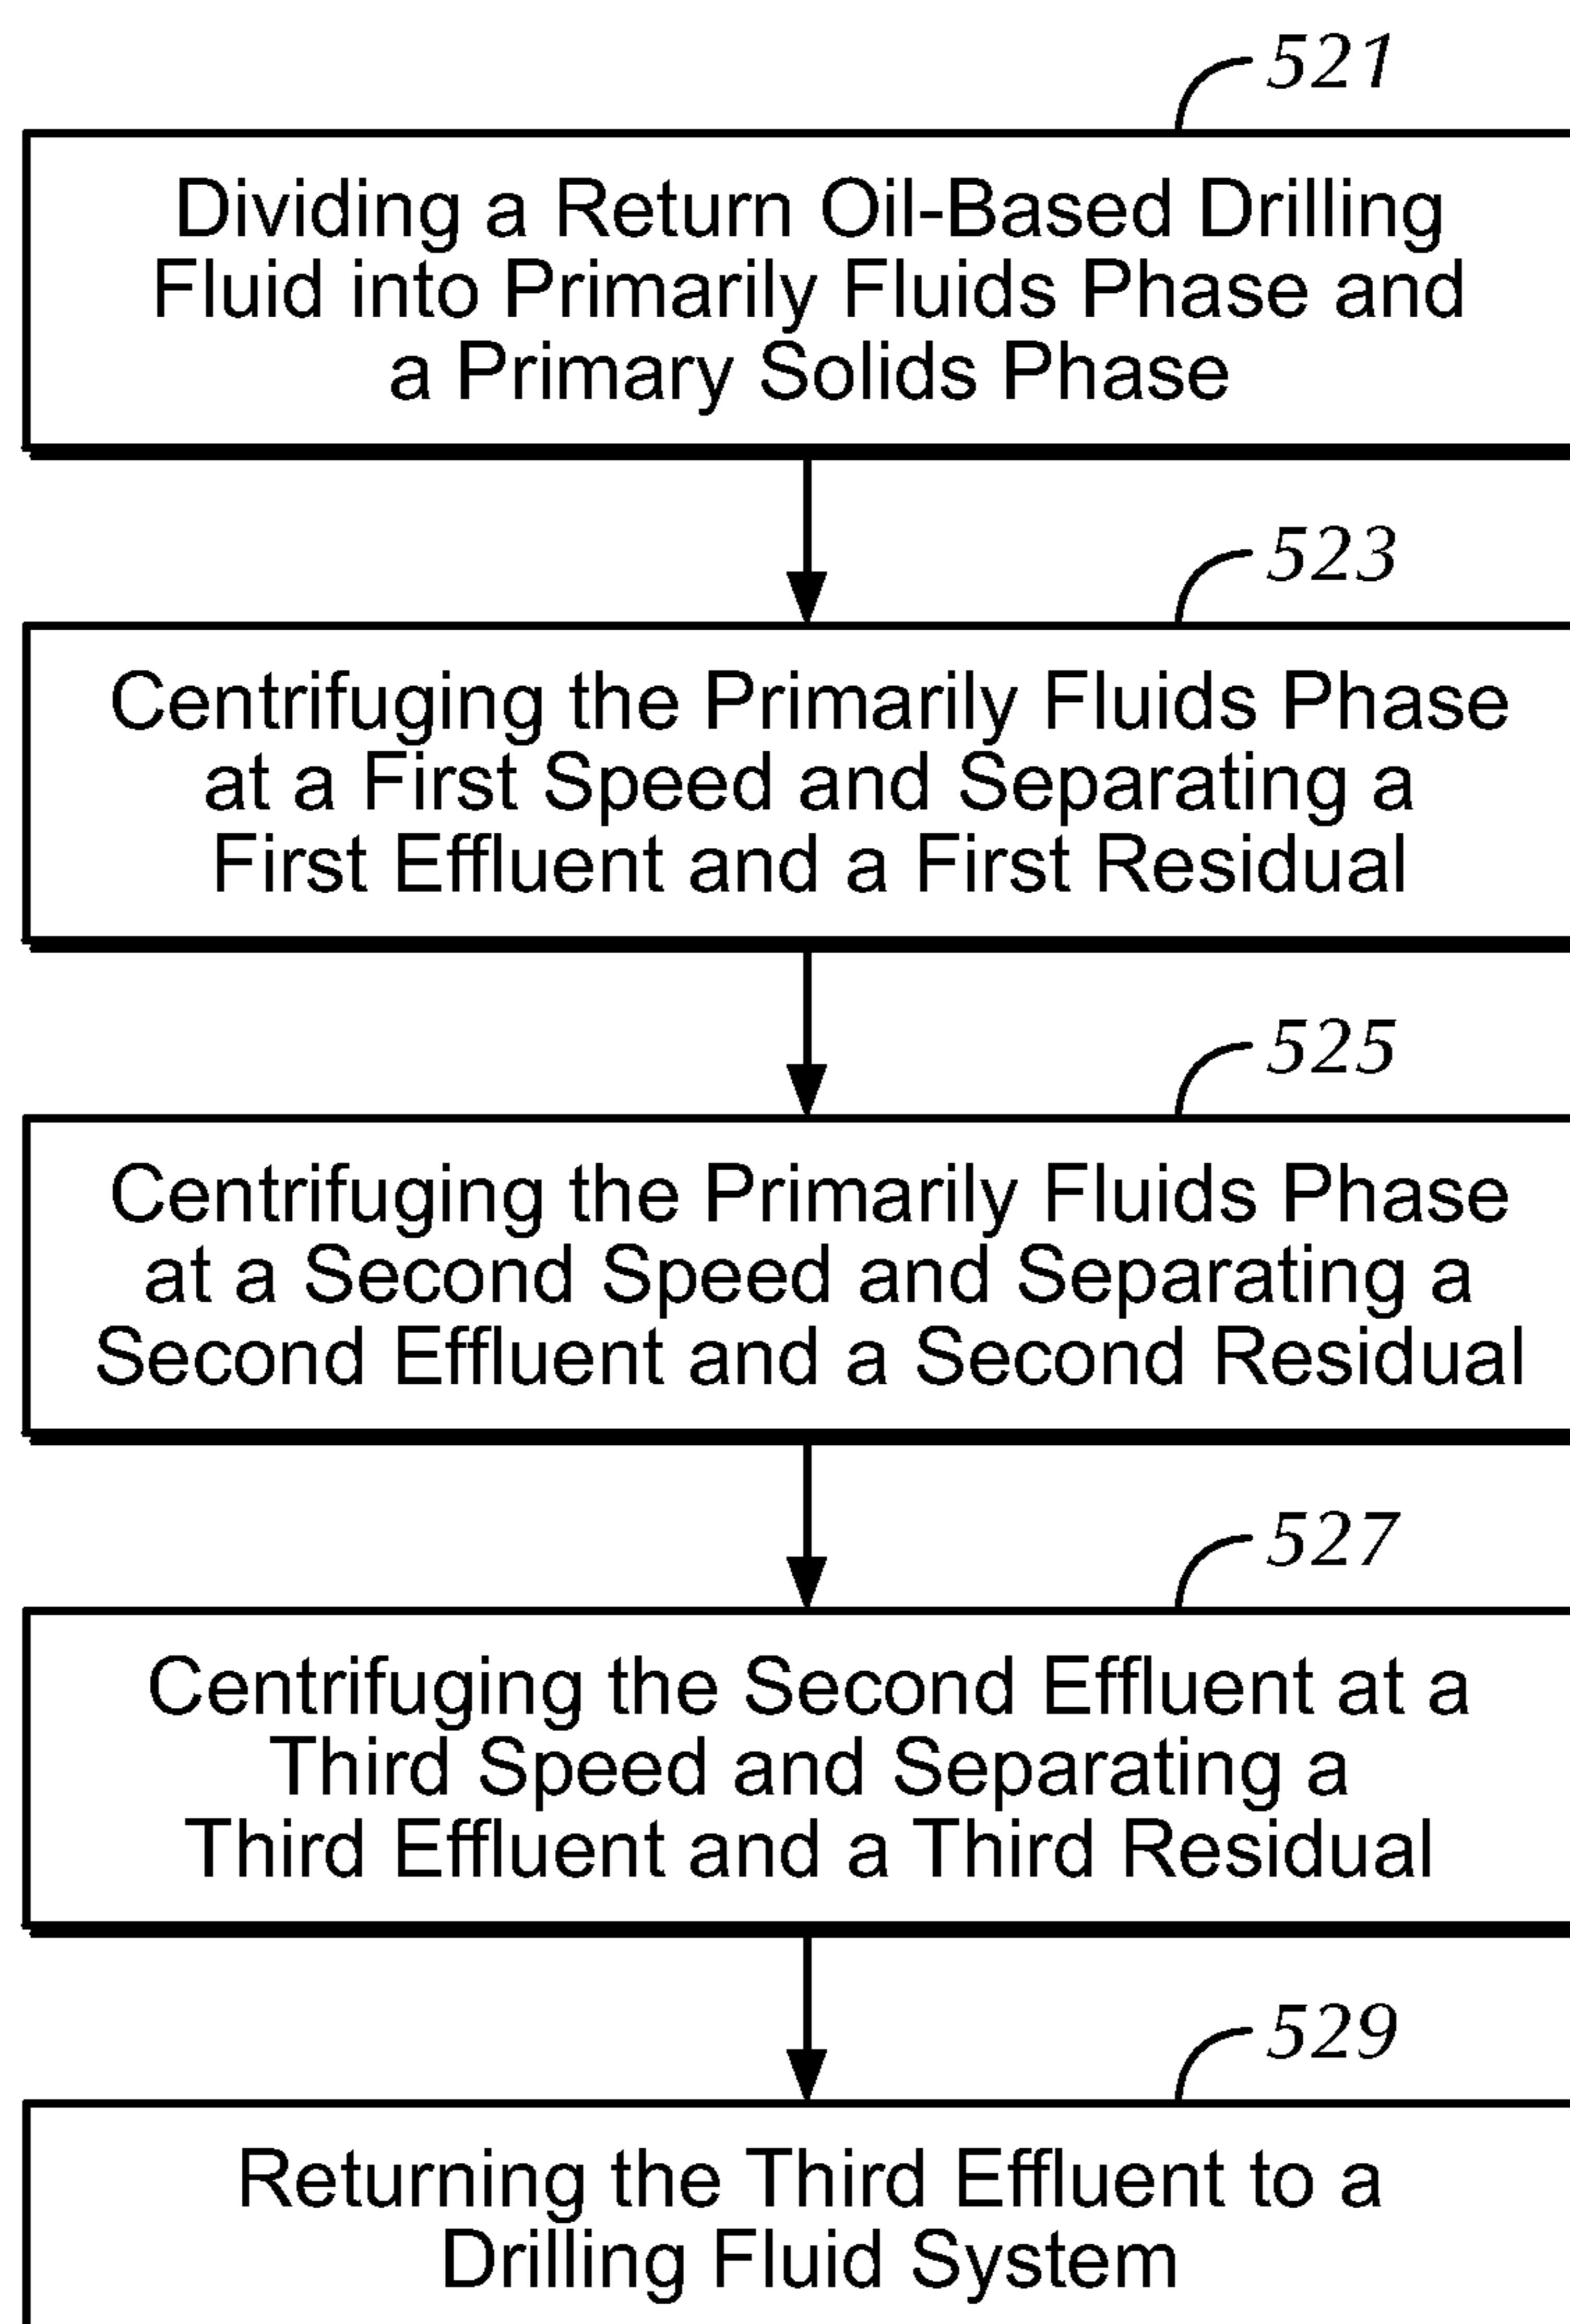 521
Dividing a Return Oil-Based Drilling
Fluid into Primarily Fluids Phase and
a Primary Solids Phase
523
Centrifuging the Primarily Fluids Phase
at a First Speed and Separating a
First Effluent and a First Residual
525
Centrifuging the Primarily Fluids Phase
at a Second Speed and Separating a
Second Effluent and a Second Residual
527
Centrifuging the Second Effluent at a
Third Speed and Separating a
Third Effluent and a Third Residual
529
Returning the Third Effluent to a
Drilling Fluid System